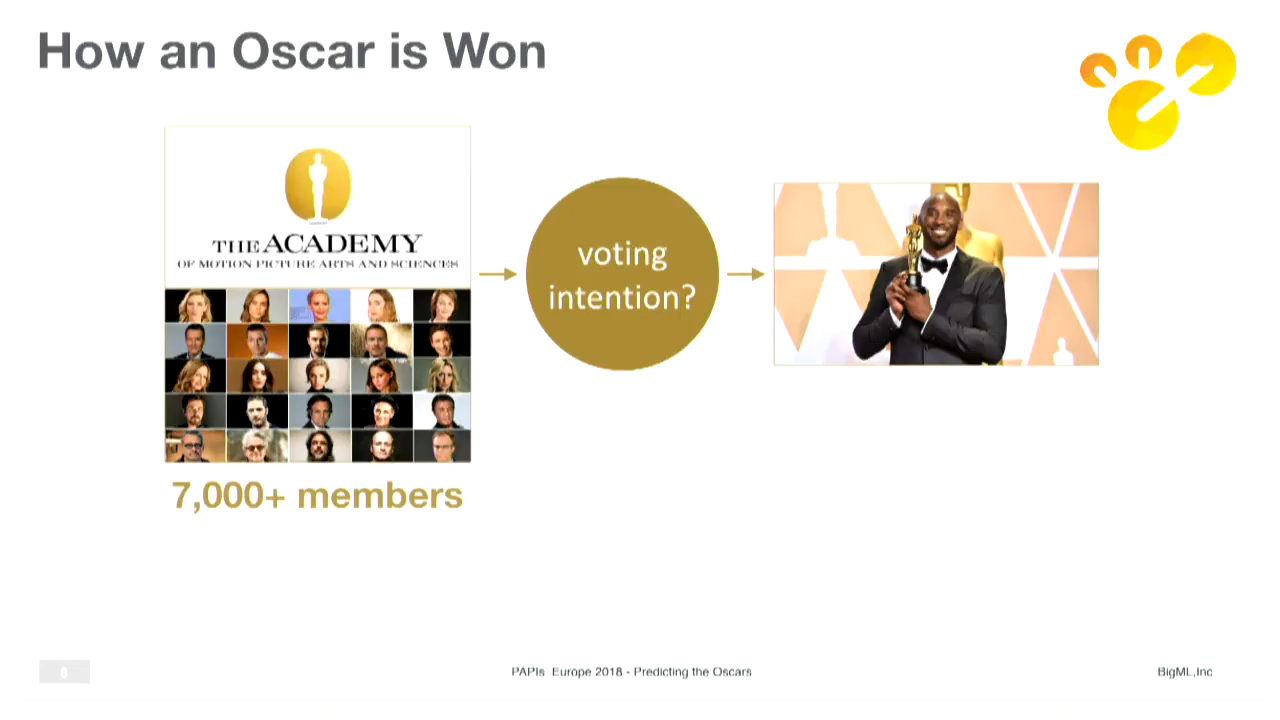 How an Oscar is Won
THE ACADEMY
OF MOTION PICTURE ARTS AND SCIENCES
voting
intention?
7,000+ members
8
PAPIs Europe 2018 - Predicting the Oscars
BigML,Inc